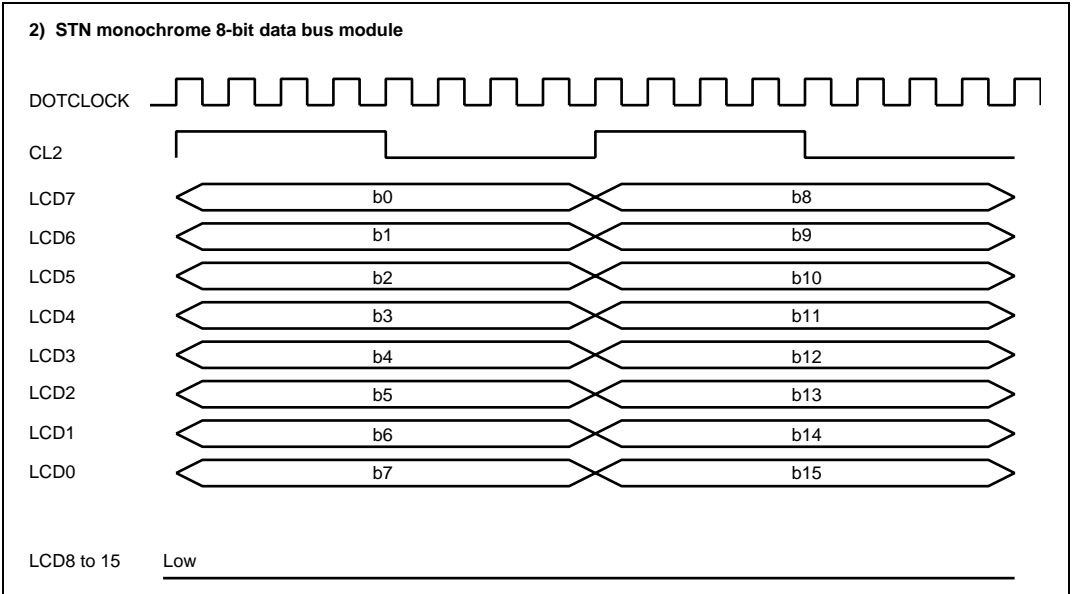 2) STN monochrome 8-bit data bus module
DOTCLOCK
CL2
LCD7 b0 b8
LCD6 b1 b9
LCD5 b2 b10
LCD4 b3 b11
LCD3 b4 b12
LCD2 b5 b13
LCD1 b6 b14
LCD0 b7 b15
LCD8 to 15 Low